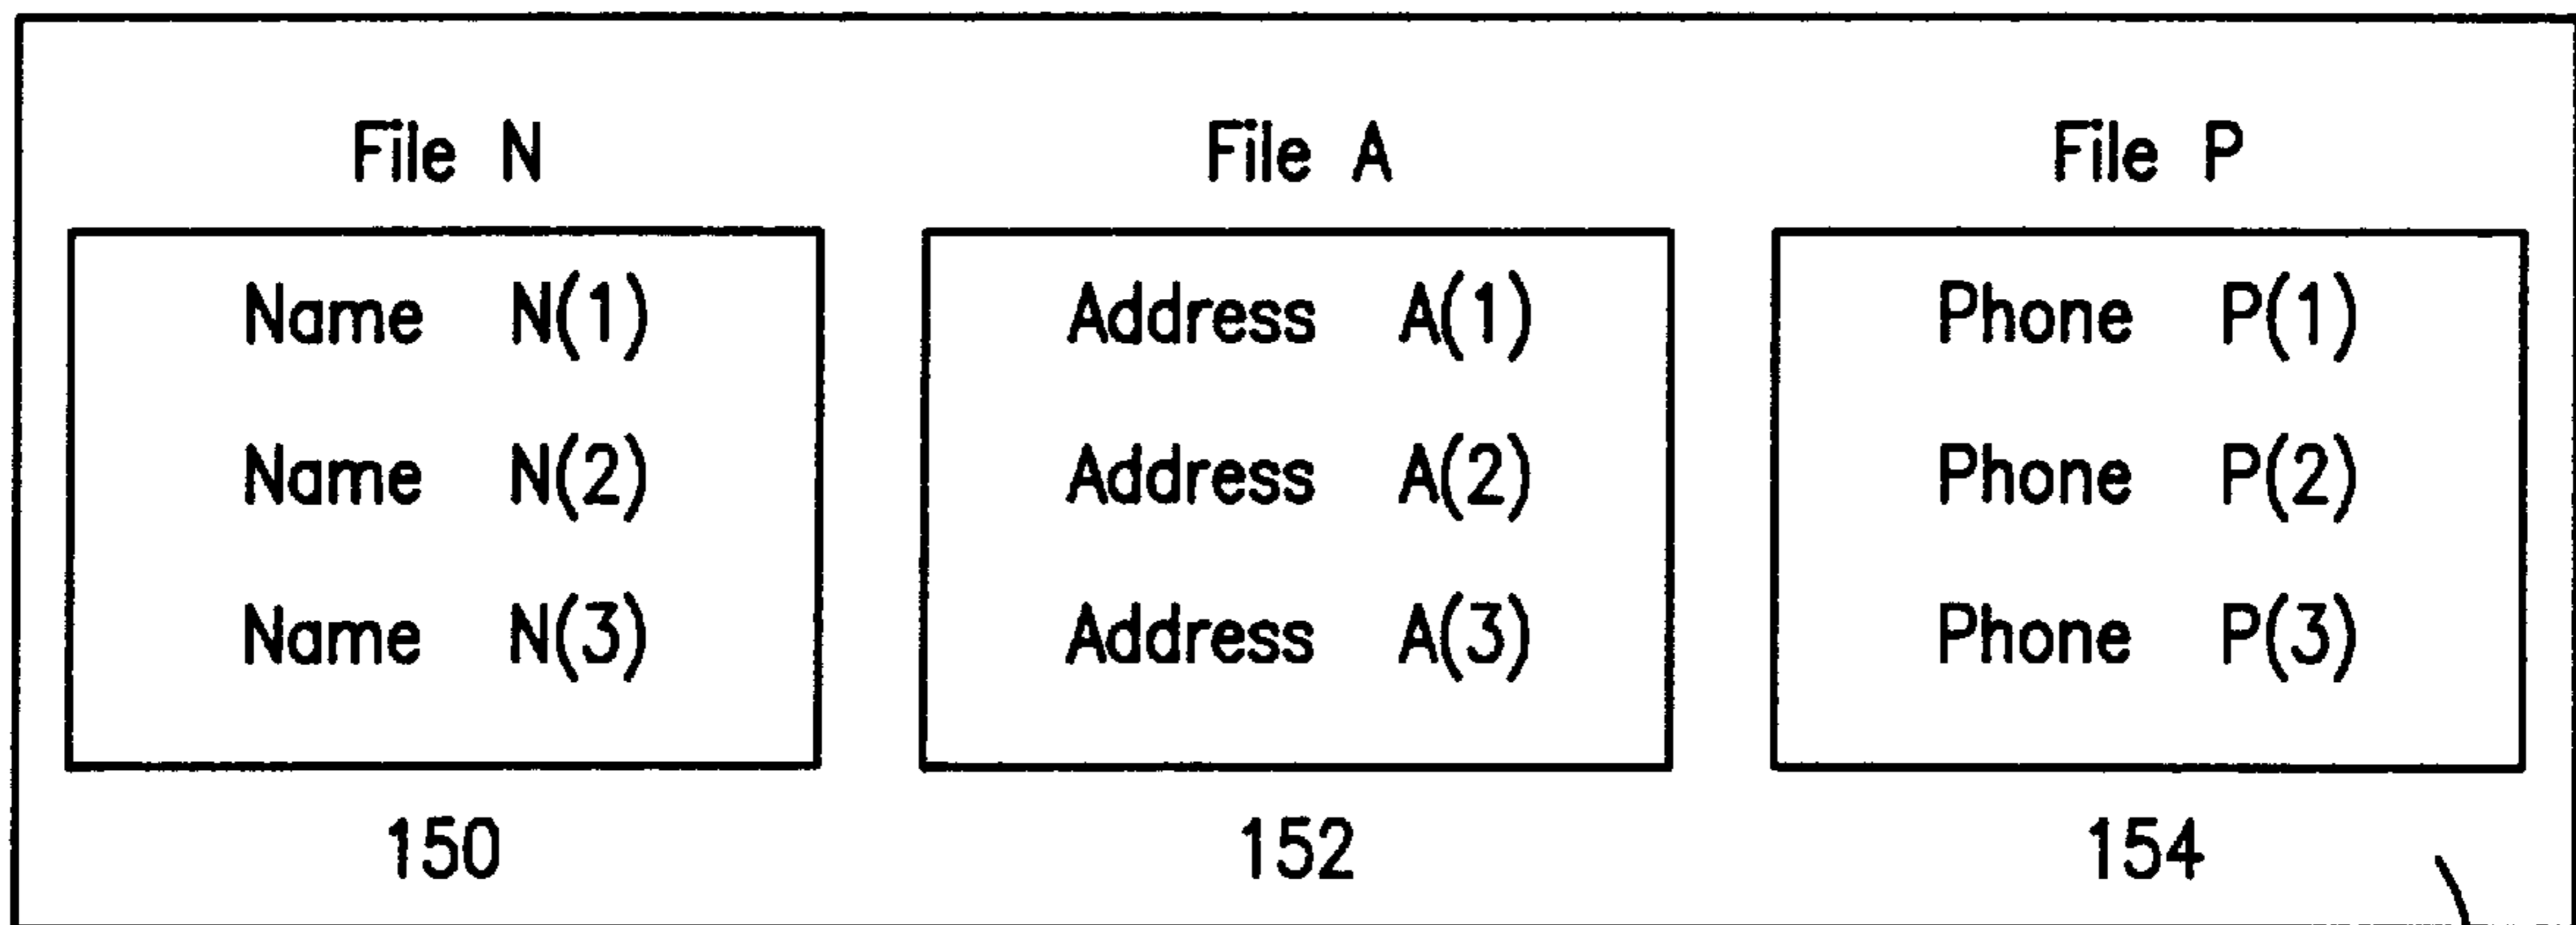 File N File A File P
Name N(1) Address A(1) Phone P(1)
Name N(2) Address A(2) Phone P(2)
Name N(3) Address A(3) Phone P(3)
150 152 154